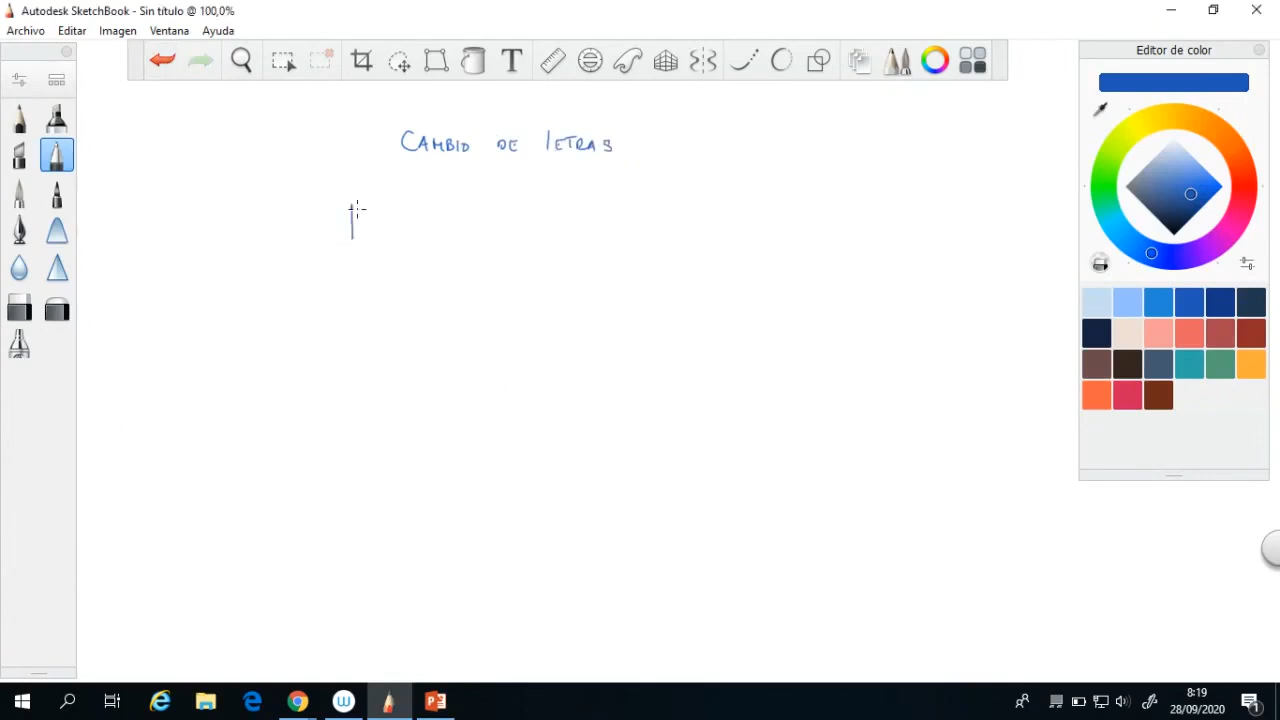 Autodesk SketchBook - Sin título @ 100,0%
Archivo Editar Imagen Ventana Ayuda
Editor de color
CAMBIO DE lETRAS
8:19
28/09/2020